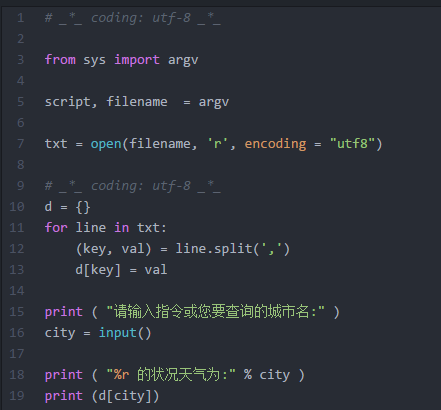 1 # _*_ coding: utf-8 _*_
2
3 from sys import argv
4
5 script, filename  = argv
6
7 txt = open(filename, 'r', encoding = "utf8")
8
9 # _*_ coding: utf-8 _*_
10 d = {}
11 for line in txt:
12     (key, val) = line.split(',')
13     d[key] = val
14
15 print ( "请输入指令或您要查询的城市名:" )
16 city = input()
17
18 print ( "%r 的状况天气为:" % city )
19 print (d[city])